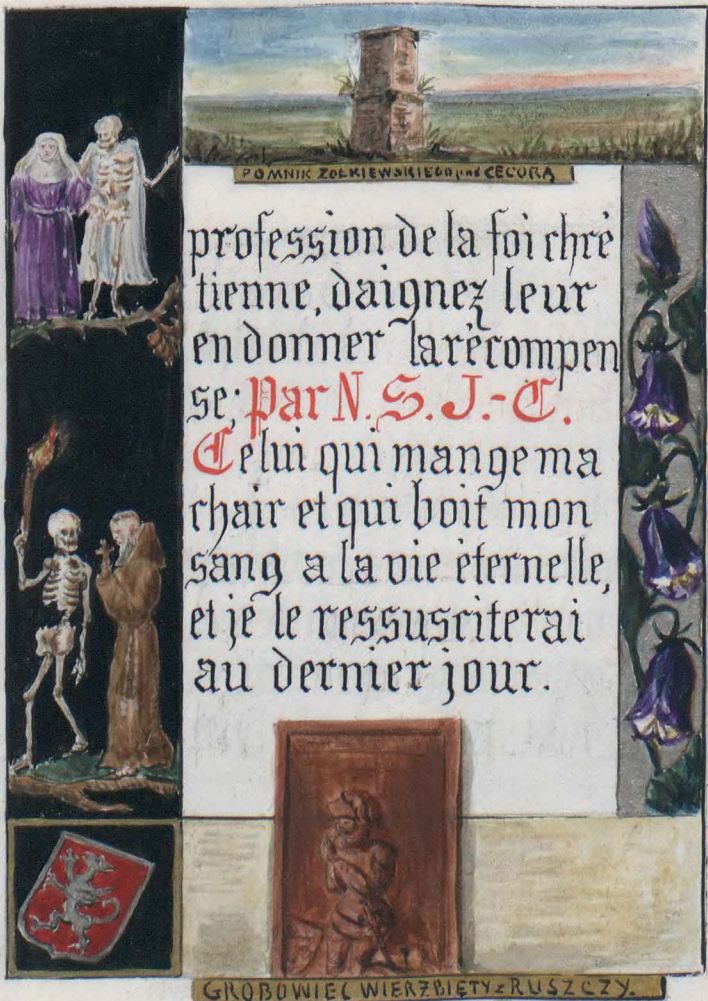 POMNIK ŻÓŁKIEWSKIEGO pod CECORĄ
profession de la foi chré
tienne, daignez leur
en donner la récompen
se; Par N. S. J.-C.
Celui qui mange ma
chair et qui boit mon
sang a la vie éternelle,
et je le ressusciterai
au dernier jour.
GROBOWIEC WIERZBIĘTY z RUSZCZY.